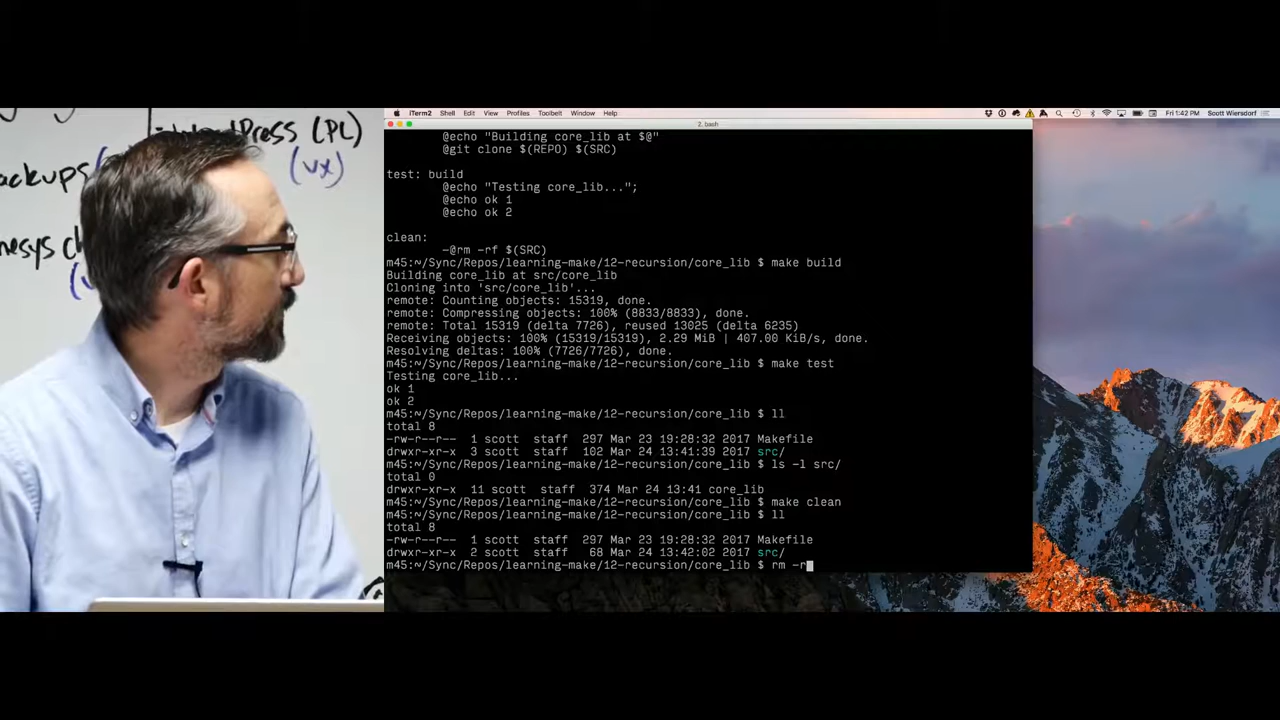 Press (PL)
(vx)
ackups
nesys
iTerm2 Shell Edit View Profiles Toolbelt Window Help Fri 1:42 PM Scott Wiersdorf
2. bash
@echo "Building core_lib at $@"
@git clone $(REPO) $(SRC)
test: build
@echo "Testing core_lib...";
@echo ok 1
@echo ok 2
clean:
-@rm -rf $(SRC)
m45:~/Sync/Repos/learning-make/12-recursion/core_lib $ make build
Building core_lib at src/core_lib
Cloning into 'src/core_lib'...
remote: Counting objects: 15319, done.
remote: Compressing objects: 100% (8833/8833), done.
remote: Total 15319 (delta 7726), reused 13025 (delta 6235)
Receiving objects: 100% (15319/15319), 2.29 MiB | 407.00 KiB/s, done.
Resolving deltas: 100% (7726/7726), done.
m45:~/Sync/Repos/learning-make/12-recursion/core_lib $ make test
Testing core_lib...
ok 1
ok 2
m45:~/Sync/Repos/learning-make/12-recursion/core_lib $ ll
total 8
-rw-r--r-- 1 scott staff 297 Mar 23 19:28:32 2017 Makefile
drwxr-xr-x 3 scott staff 102 Mar 24 13:41:39 2017 src/
m45:~/Sync/Repos/learning-make/12-recursion/core_lib $ ls -l src/
total 0
drwxr-xr-x 11 scott staff 374 Mar 24 13:41 core_lib
m45:~/Sync/Repos/learning-make/12-recursion/core_lib $ make clean
m45:~/Sync/Repos/learning-make/12-recursion/core_lib $ ll
total 8
-rw-r--r-- 1 scott staff 297 Mar 23 19:28:32 2017 Makefile
drwxr-xr-x 2 scott staff 68 Mar 24 13:42:02 2017 src/
m45:~/Sync/Repos/learning-make/12-recursion/core_lib $ rm -r